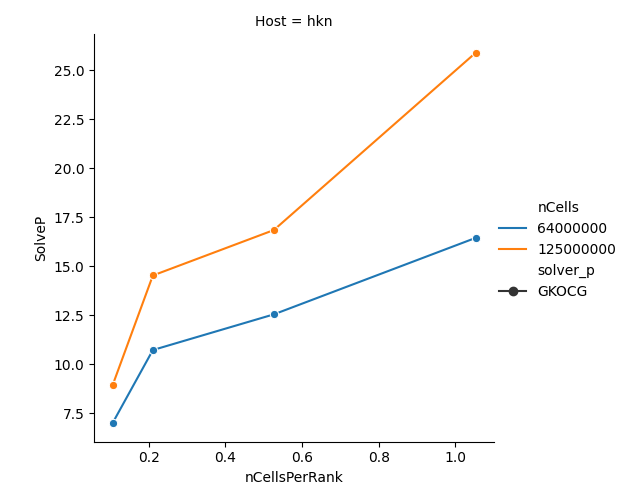 Host = hkn
25.0
22.5
20.0
17.5
15.0
12.5
10.0
7.5
SolveP
0.2
0.4
0.6
0.8
1.0
nCellsPerRank
nCells
64000000
125000000
solver_p
GKOCG